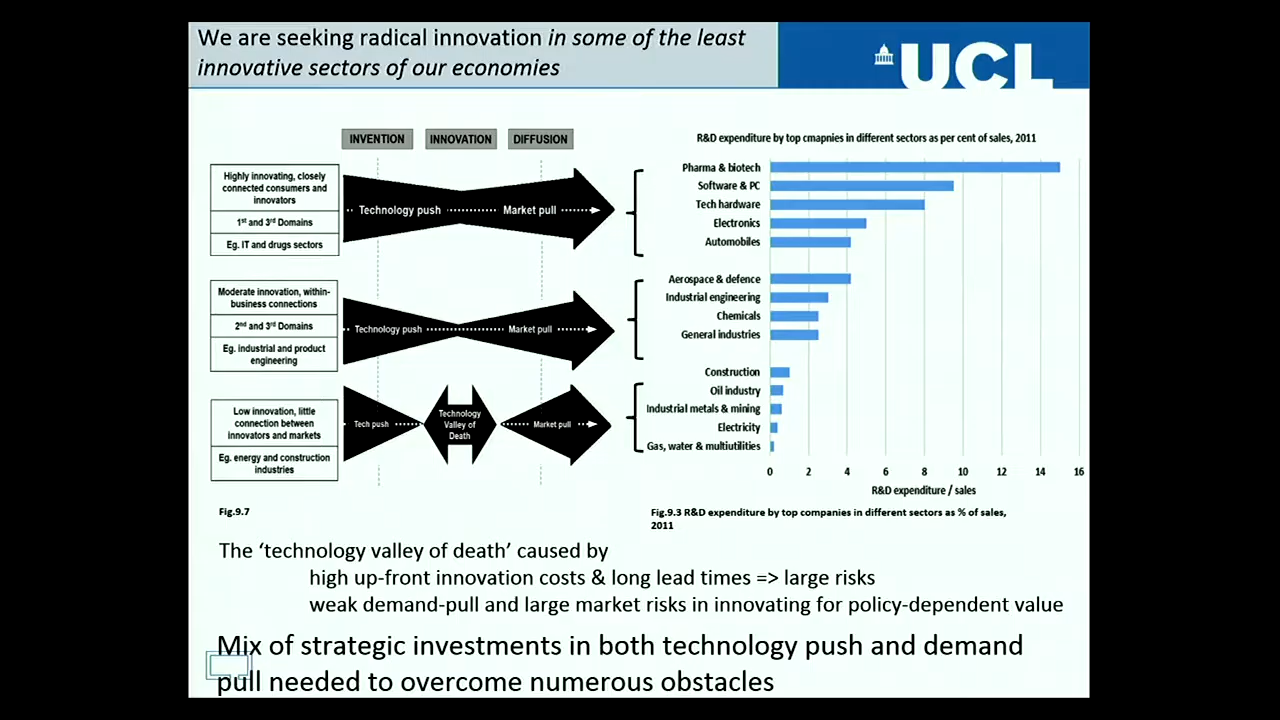 We are seeking radical innovation in some of the least
innovative sectors of our economies
UCL
INVENTION
INNOVATION
DIFFUSION
Highly innovating, closely
connected consumers and
innovators
1st and 3rd Domains
Eg. IT and drugs sectors
Technology push
Market pull
Moderate innovation, within-
business connections
2nd and 3rd Domains
Eg. industrial and product
engineering
Technology push
Market pull
Low innovation, little
connection between
innovators and markets
Eg. energy and construction
industries
Tech push
Technology
Valley of
Death
Market pull
Fig.9.7
R&D expenditure by top cmapnies in different sectors as per cent of sales, 2011
Pharma & biotech
Software & PC
Tech hardware
Electronics
Automobiles
Aerospace & defence
Industrial engineering
Chemicals
General industries
Construction
Oil industry
Industrial metals & mining
Electricity
Gas, water & multiutilities
0 2 4 6 8 10 12 14 16
R&D expenditure / sales
Fig.9.3 R&D expenditure by top companies in different sectors as % of sales,
2011
The ‘technology valley of death’ caused by
high up-front innovation costs & long lead times => large risks
weak demand-pull and large market risks in innovating for policy-dependent value
Mix of strategic investments in both technology push and demand
pull needed to overcome numerous obstacles